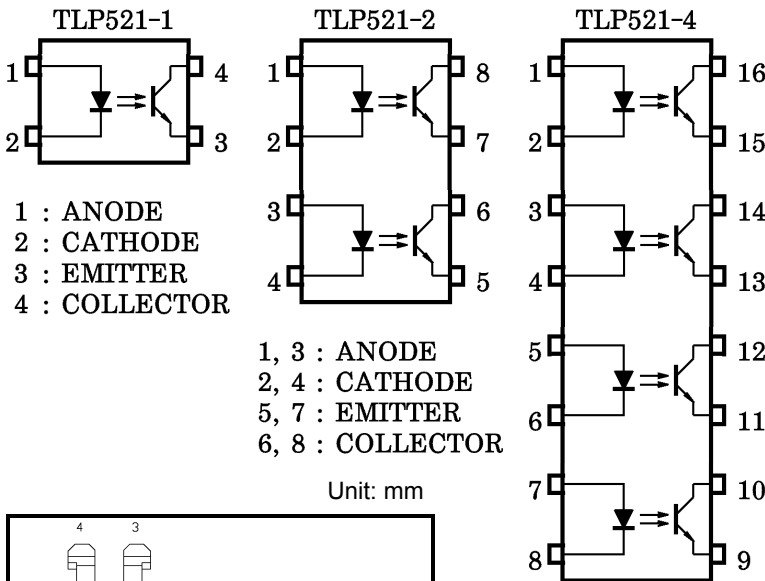 TLP521-1
1
4
2
3
1 : ANODE
2 : CATHODE
3 : EMITTER
4 : COLLECTOR
TLP521-2
1
8
2
7
3
6
4
5
1, 3 : ANODE
2, 4 : CATHODE
5, 7 : EMITTER
6, 8 : COLLECTOR
TLP521-4
1
16
2
15
3
14
4
13
5
12
6
11
7
10
8
9
Unit: mm
4
3